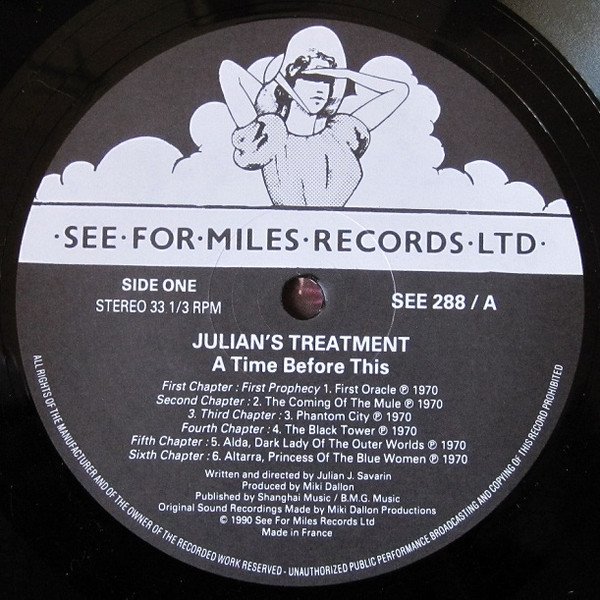 ·SEE·FOR·MILES·RECORDS·LTD·
SIDE ONE
STEREO 33 1/3 RPM
SEE 288 / A
JULIAN'S TREATMENT
A Time Before This
First Chapter : First Prophecy 1. First Oracle ℗ 1970
Second Chapter : 2. The Coming Of The Mule ℗ 1970
3. Third Chapter : 3. Phantom City ℗ 1970
Fourth Chapter : 4. The Black Tower ℗ 1970
Fifth Chapter : 5. Alda, Dark Lady Of The Outer Worlds ℗ 1970
Sixth Chapter : 6. Altarra, Princess Of The Blue Women ℗ 1970
Written and directed by Julian J. Savarin
Produced by Miki Dallon
Published by Shanghai Music / B.M.G. Music
Original Sound Recordings Made by Miki Dallon Productions
© 1990 See For Miles Records Ltd
Made in France
ALL RIGHTS OF THE MANUFACTURER AND OF THE OWNER OF THE RECORDED WORK RESERVED - UNAUTHORIZED PUBLIC PERFORMANCE BROADCASTING AND COPYING OF THIS RECORD PROHIBITED